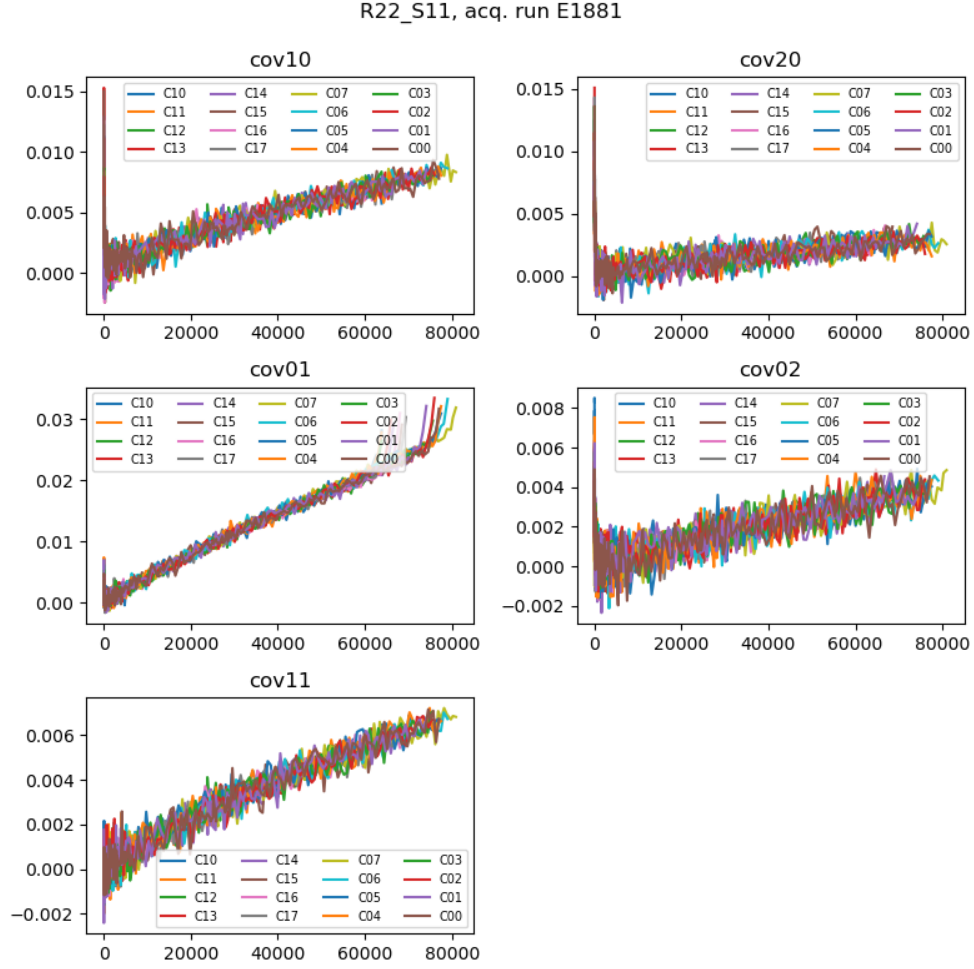 R22_S11, acq. run E1881
cov10
0.015
0.010
0.005
0.000
C10 C14 C07 C03
C11 C15 C06 C02
C12 C16 C05 C01
C13 C17 C04 C00
0 20000 40000 60000 80000
cov20
0.015
0.010
0.005
0.000
C10 C14 C07 C03
C11 C15 C06 C02
C12 C16 C05 C01
C13 C17 C04 C00
0 20000 40000 60000 80000
cov01
0.03
0.02
0.01
0.00
C10 C14 C07 C03
C11 C15 C06 C02
C12 C16 C05 C01
C13 C17 C04 C00
0 20000 40000 60000 80000
cov02
0.008
0.006
0.004
0.002
0.000
−0.002
C10 C14 C07 C03
C11 C15 C06 C02
C12 C16 C05 C01
C13 C17 C04 C00
0 20000 40000 60000 80000
cov11
0.006
0.004
0.002
0.000
−0.002
C10 C14 C07 C03
C11 C15 C06 C02
C12 C16 C05 C01
C13 C17 C04 C00
0 20000 40000 60000 80000